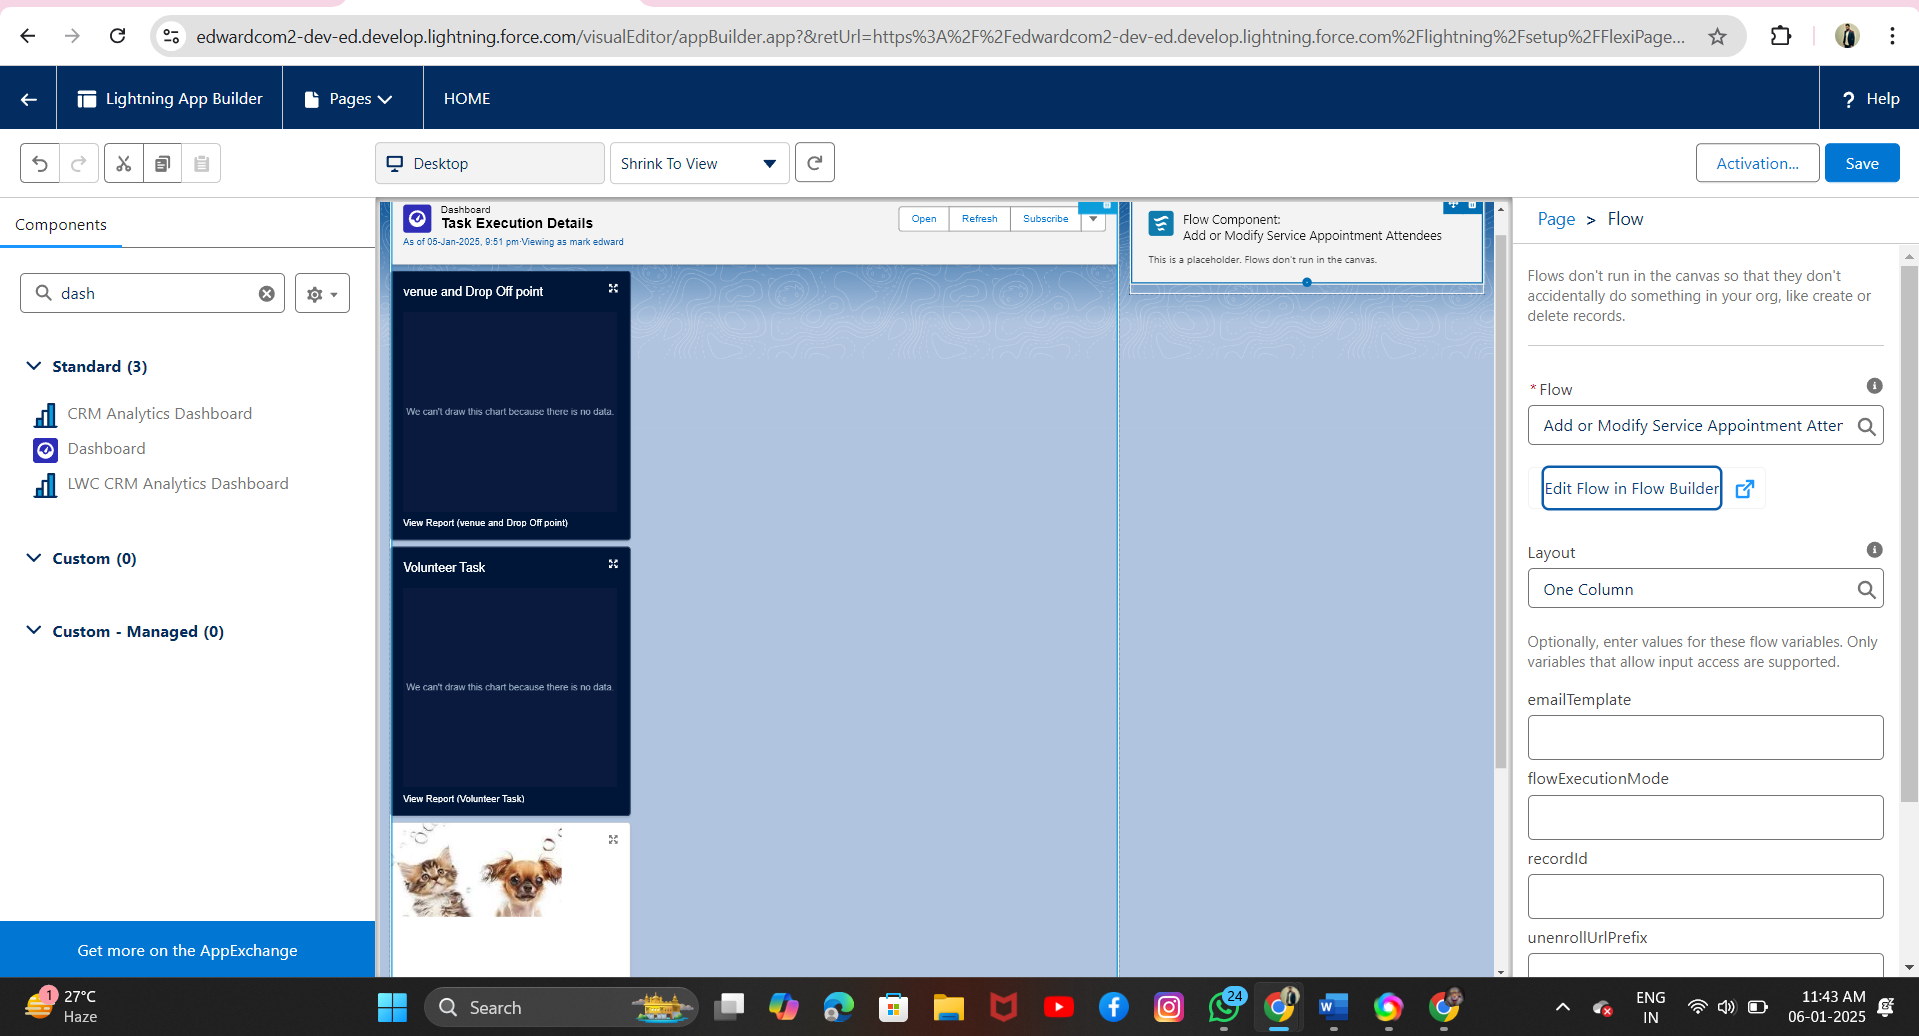 edwardcom2-dev-ed.develop.lightning.force.com/visualEditor/appBuilder.app?&retUrl=https%3A%2F%2Fedwardcom2-dev-ed.develop.lightning.force.com%2Flightning%2Fsetup%2FFlexiPage...
Lightning App Builder
Pages
HOME
? Help
Desktop
Shrink To View
Activation...
Save
Components
dash
Standard (3)
CRM Analytics Dashboard
Dashboard
LWC CRM Analytics Dashboard
Custom (0)
Custom - Managed (0)
Get more on the AppExchange
Dashboard
Task Execution Details
As of 05-Jan-2025, 9:51 pm·Viewing as mark edward
Open
Refresh
Subscribe
venue and Drop Off point
We can't draw this chart because there is no data.
View Report (venue and Drop Off point)
Volunteer Task
We can't draw this chart because there is no data.
View Report (Volunteer Task)
Flow Component:
Add or Modify Service Appointment Attendees
This is a placeholder. Flows don't run in the canvas.
Page > Flow
Flows don't run in the canvas so that they don't
accidentally do something in your org, like create or
delete records.
* Flow
Add or Modify Service Appointment Atter
Edit Flow in Flow Builder
Layout
One Column
Optionally, enter values for these flow variables. Only
variables that allow input access are supported.
emailTemplate
flowExecutionMode
recordId
unenrollUrlPrefix
1
27°C
Haze
Search
24
ENG
IN
11:43 AM
06-01-2025